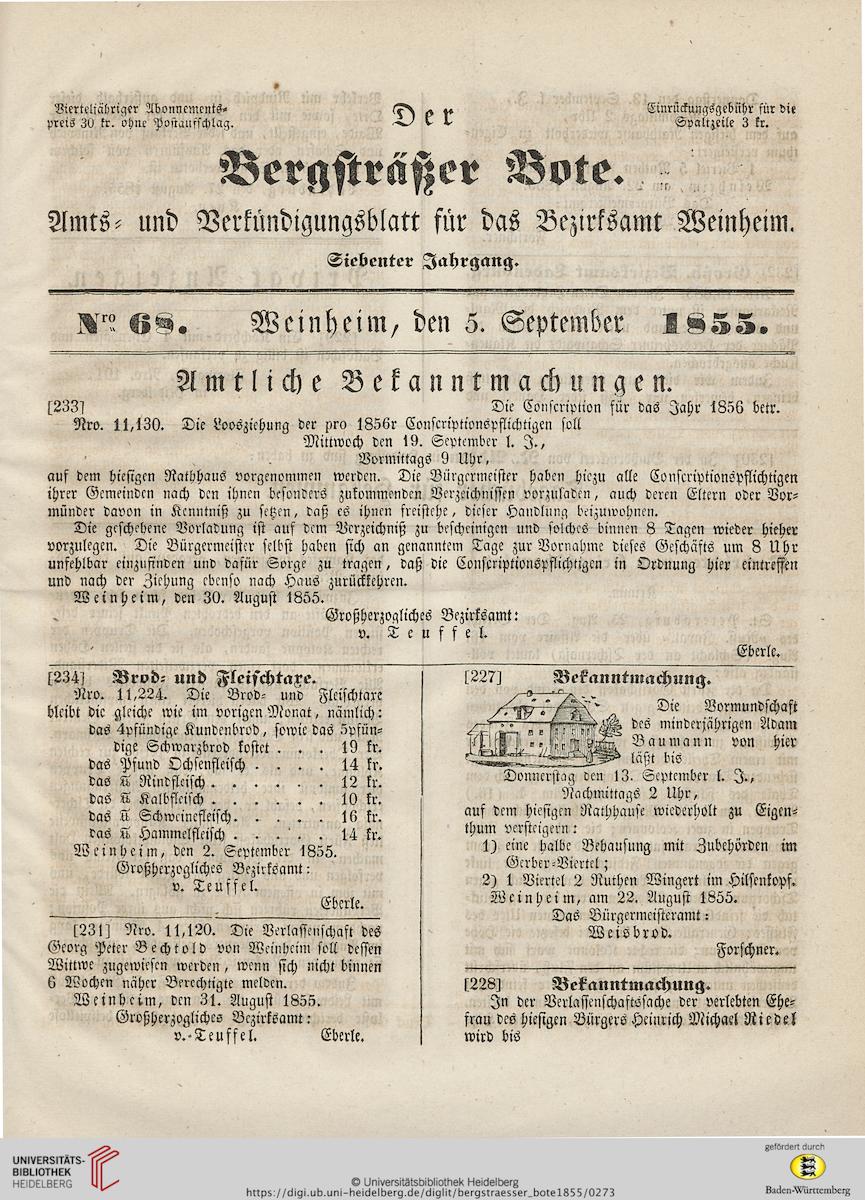 Vierteljähriger Abonnements-
preis 30 kr. ohne Postaufschlag.
Der
Einrückungsgebühr für die
Spaltzeile 3 kr.
Bergsträßer Bote.
Amts- und Verkündigungsblatt für das Bezirksamt Weinheim.
Siebenter Jahrgang.
Nro 68. Weinheim, den 5. September 1855.
Amtliche Bekanntmachungen.
[233] Die Conscription für das Jahr 1856 betr.
Nro. 11,130. Die Loosziehung der pro 1856r Conscriptionspflichtigen soll
Mittwoch den 19. September l. J.,
Vormittags 9 Uhr,
auf dem hiesigen Rathhaus vorgenommen werden. Die Bürgermeister haben hiezu alle Conscriptionspflichtigen
ihrer Gemeinden nach den ihnen besonders zukommenden Verzeichnissen vorzuladen, auch deren Eltern oder Vor-
münder davon in Kenntniß zu setzen, daß es ihnen freistehe, dieser Handlung beizuwohnen.
Die geschehene Vorladung ist auf dem Verzeichniß zu bescheinigen und solches binnen 8 Tagen wieder hieher
vorzulegen. Die Bürgermeister selbst haben sich an genanntem Tage zur Vornahme dieses Geschäfts um 8 Uhr
unfehlbar einzufinden und dafür Sorge zu tragen, daß die Conscriptionspflichtigen in Ordnung hier eintreffen
und nach der Ziehung ebenso nach Haus zurückkehren.
Weinheim, den 30. August 1855.
Großherzogliches Bezirksamt:
v. Teuffel.
Eberle.
[234] Brod- und Fleischtaxe.
Nro. 11,224. Die Brod- und Fleischtaxe
bleibt die gleiche wie im vorigen Monat, nämlich:
das 4pfündige Kundenbrod, sowie das 5pfün-
dige Schwarzbrod kostet . . . 19 kr.
das Pfund Ochsenfleisch . . . . 14 kr.
das ℔ Rindfleisch . . . . . . 12 kr.
das ℔ Kalbfleisch . . . . . . 10 kr.
das ℔ Schweinefleisch. . . . . 16 kr.
das ℔ Hammelfleisch . . . . . 14 kr.
Weinheim, den 2. September 1855.
Großherzogliches Bezirksamt:
v. Teuffel.
Eberle.
[231] Nro. 11,120. Die Verlassenschaft des
Georg Peter Bechtold von Weinheim soll dessen
Wittwe zugewiesen werden, wenn sich nicht binnen
6 Wochen näher Berechtigte melden.
Weinheim, den 31. August 1855.
Großherzogliches Bezirksamt:
v. Teuffel. Eberle.
[227] Bekanntmachung.
Die Vormundschaft
des minderjährigen Adam
Baumann von hier
läßt bis
Donnerstag den 13. September l. J.,
Nachmittags 2 Uhr,
auf dem hiesigen Rathhause wiederholt zu Eigen-
thum versteigern:
1) eine halbe Behausung mit Zubehörden im
Gerber-Viertel;
2) 1 Viertel 2 Ruthen Wingert im Hilsenkopf.
Weinheim, am 22. August 1855.
Das Bürgermeisteramt:
Weisbrod.
Forschner.
[228] Bekanntmachung.
In der Verlassenschaftssache der verlebten Ehe-
frau des hiesigen Bürgers Heinrich Michael Riedel
wird bis
UNIVERSITÄTS-
BIBLIOTHEK
HEIDELBERG
© Universitätsbibliothek Heidelberg
https://digi.ub.uni-heidelberg.de/diglit/bergstraesser_bote1855/0273
gefördert durch
Baden-Württemberg